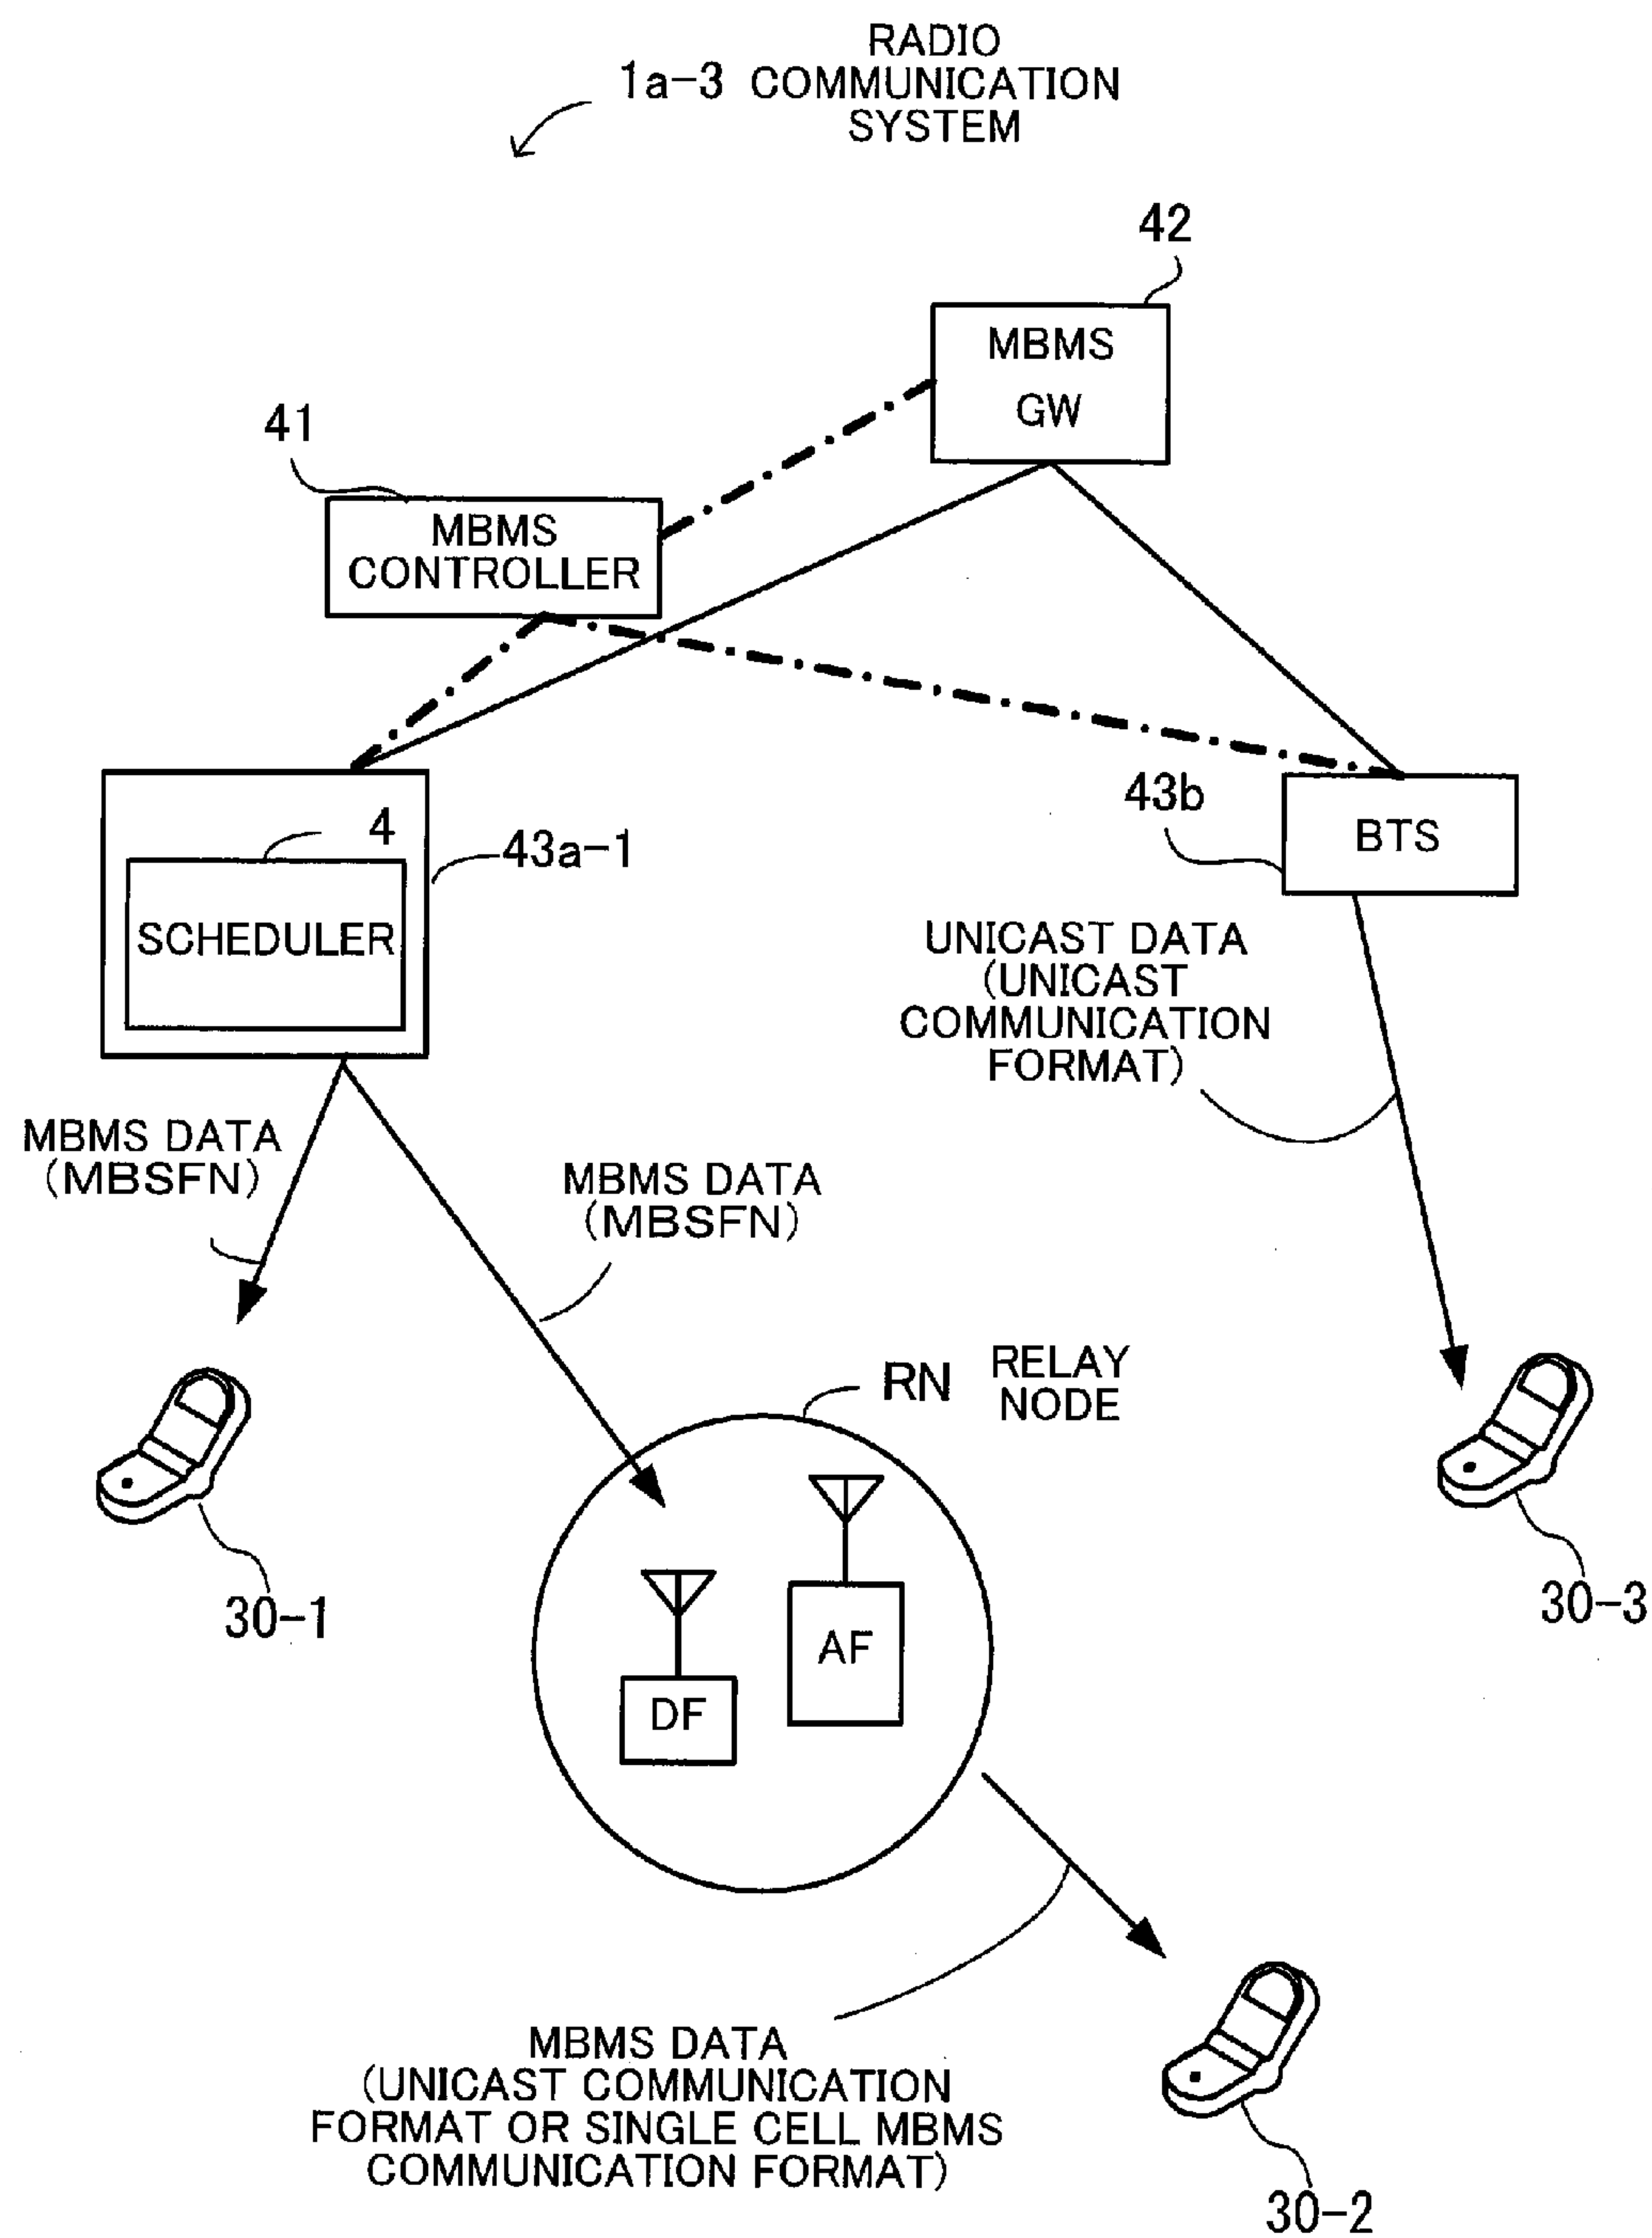 RADIO
1a-3 COMMUNICATION
SYSTEM
42
MBMS
GW
41
MBMS
CONTROLLER
4
43a-1
SCHEDULER
43b
BTS
UNICAST DATA
(UNICAST
COMMUNICATION
FORMAT)
MBMS DATA
(MBSFN)
MBMS DATA
(MBSFN)
RN
RELAY
NODE
30-1
30-3
AF
DF
MBMS DATA
(UNICAST COMMUNICATION
FORMAT OR SINGLE CELL MBMS
COMMUNICATION FORMAT)
30-2